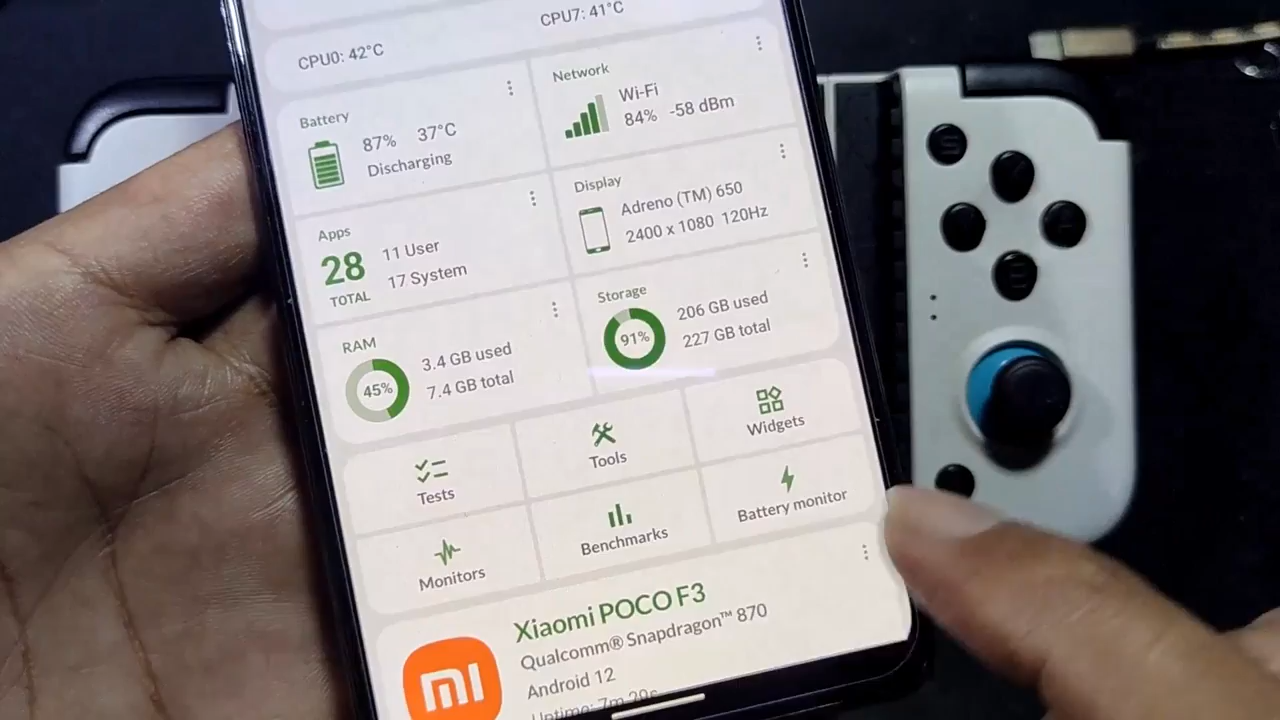 CPU0: 42°C
CPU7: 41°C
Battery
87% 37°C
Discharging
Network
Wi-Fi
84% -58 dBm
Apps
28
TOTAL
11 User
17 System
Display
Adreno (TM) 650
2400 x 1080 120Hz
RAM
45%
3.4 GB used
7.4 GB total
Storage
91%
206 GB used
227 GB total
Tests
Tools
Widgets
Monitors
Benchmarks
Battery monitor
Xiaomi POCO F3
Qualcomm® Snapdragon™ 870
Android 12
Uptime: 7m 29s